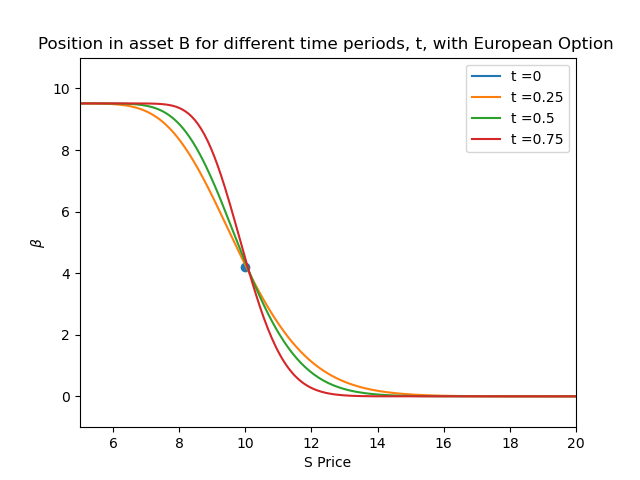 Position in asset B for different time periods, t, with European Option
t =0
t =0.25
t =0.5
t =0.75
10
8
6
4
2
0
β
6 8 10 12 14 16 18 20
S Price